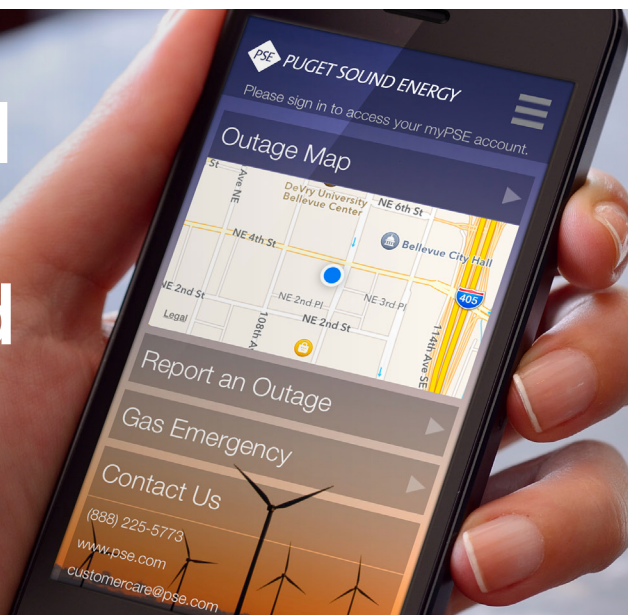 PSE PUGET SOUND ENERGY
Please sign in to access your myPSE account.
Outage Map
St
Ave NE
DeVry University
Bellevue Center
NE 6th St
NE 4th St
Bellevue City Hall
405
NE 2nd St
NE 2nd Pl
NE 3rd Pl
Legal
108th A
NE 2nd St
114th Ave SE
Report an Outage
Gas Emergency
Contact Us
(888) 225-5773
www.pse.com
customercare@pse.com
d